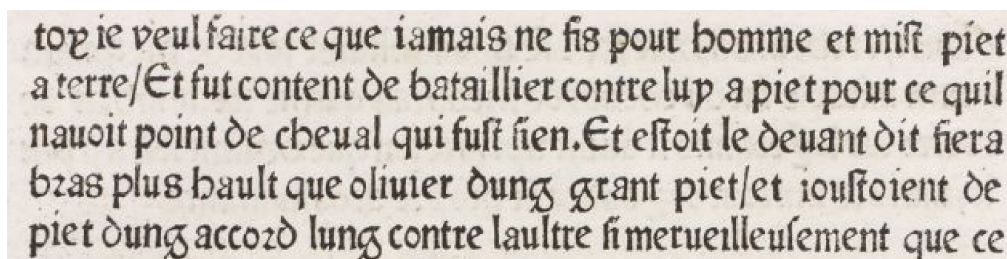 toy ie veul faire ce que iamais ne fis pour homme et mist piet
a terre/Et fut content de bataillier contre luy a piet pour ce quil
nauoit point de cheual qui fust sien.Et estoit le deuant dit fiera
bras plus hault que oliuier dung grant piet/et ioustoient de
piet dung accord lung contre laultre si merueilleusement que ce